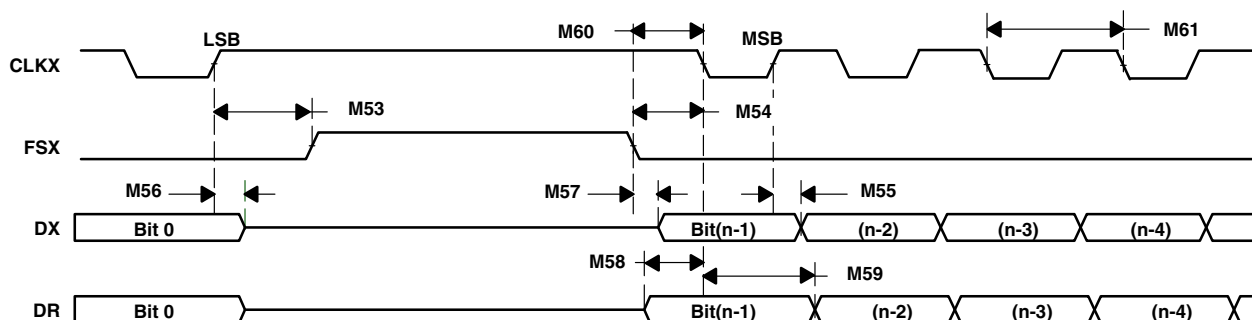 M60
LSB
MSB
M61
CLKX
M53
M54
FSX
M56
M57
M55
DX
Bit 0
Bit(n-1)
(n-2)
(n-3)
(n-4)
M58
M59
DR
Bit 0
Bit(n-1)
(n-2)
(n-3)
(n-4)